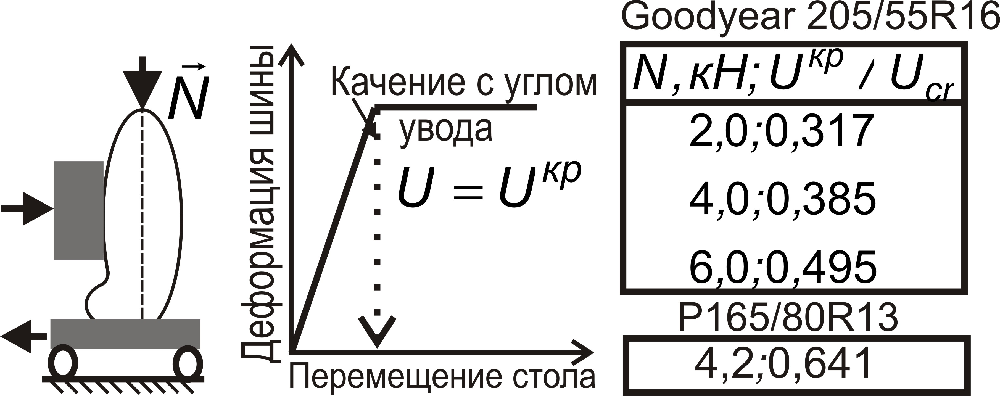 N
Деформация шины
Качение с углом
увода
U = U^кр
Перемещение стола
Goodyear 205/55R16
N,кН; U^кр / U_cr
2,0;0,317
4,0;0,385
6,0;0,495
P165/80R13
4,2;0,641